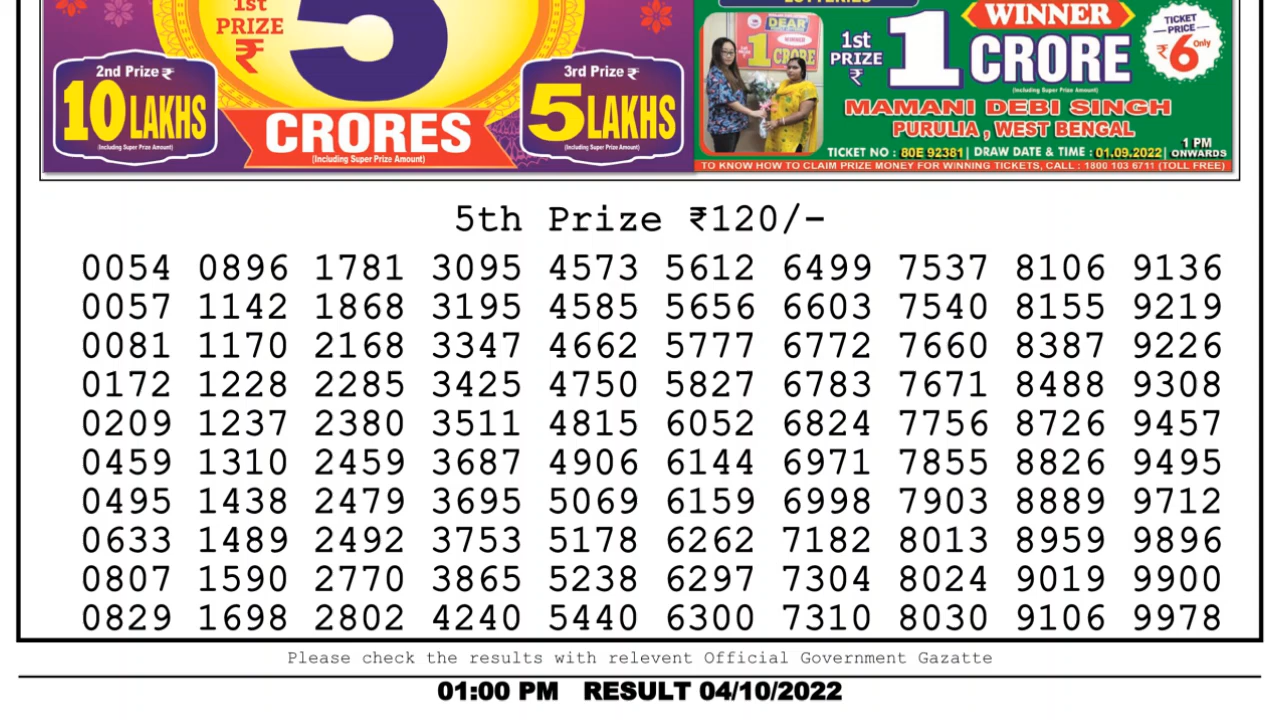 1st
PRIZE
₹
5
CRORES
(Including Super Prize Amount)
2nd Prize ₹
10 LAKHS
(Including Super Prize Amount)
3rd Prize ₹
5 LAKHS
(Including Super Prize Amount)
LOTTERIES
DEAR
WINNER
1
CRORE
1st
PRIZE
₹
WINNER
1 CRORE
(Including Super Prize Amount)
TICKET
PRICE
₹6 Only
MAMANI DEBI SINGH
PURULIA , WEST BENGAL
TICKET NO : 80E 92381 | DRAW DATE & TIME : 01.09.2022 | 1 PM ONWARDS
TO KNOW HOW TO CLAIM PRIZE MONEY FOR WINNING TICKETS, CALL : 1800 103 6711 (TOLL FREE)
5th Prize ₹120/-
0054 0896 1781 3095 4573 5612 6499 7537 8106 9136
0057 1142 1868 3195 4585 5656 6603 7540 8155 9219
0081 1170 2168 3347 4662 5777 6772 7660 8387 9226
0172 1228 2285 3425 4750 5827 6783 7671 8488 9308
0209 1237 2380 3511 4815 6052 6824 7756 8726 9457
0459 1310 2459 3687 4906 6144 6971 7855 8826 9495
0495 1438 2479 3695 5069 6159 6998 7903 8889 9712
0633 1489 2492 3753 5178 6262 7182 8013 8959 9896
0807 1590 2770 3865 5238 6297 7304 8024 9019 9900
0829 1698 2802 4240 5440 6300 7310 8030 9106 9978
Please check the results with relevent Official Government Gazatte
01:00 PM RESULT 04/10/2022